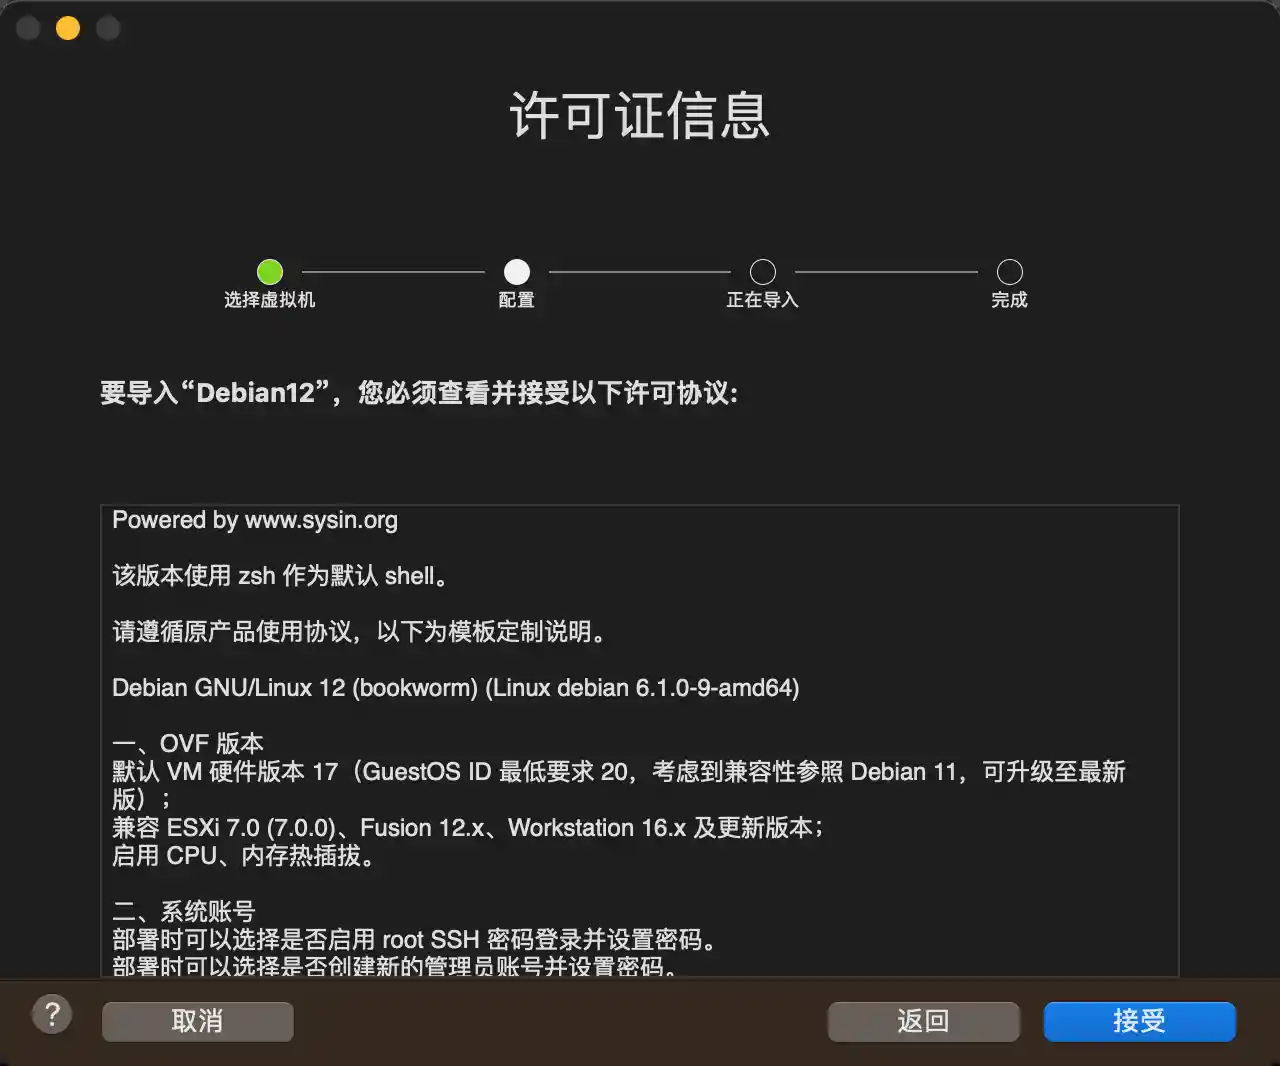 许可证信息
选择虚拟机
配置
正在导入
完成
要导入“Debian12”，您必须查看并接受以下许可协议:
Powered by www.sysin.org
该版本使用 zsh 作为默认 shell。
请遵循原产品使用协议，以下为模板定制说明。
Debian GNU/Linux 12 (bookworm) (Linux debian 6.1.0-9-amd64)
一、OVF 版本
默认 VM 硬件版本 17（GuestOS ID 最低要求 20，考虑到兼容性参照 Debian 11，可升级至最新
版）；
兼容 ESXi 7.0 (7.0.0)、Fusion 12.x、Workstation 16.x 及更新版本；
启用 CPU、内存热插拔。
二、系统账号
部署时可以选择是否启用 root SSH 密码登录并设置密码。
部署时可以选择是否创建新的管理员账号并设置密码。
?
取消
返回
接受